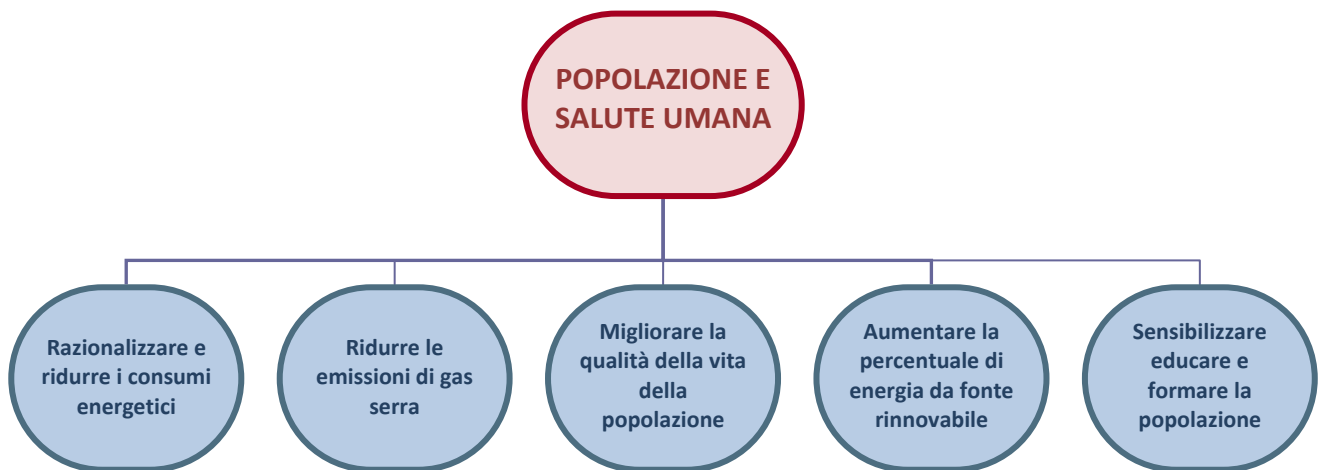 POPOLAZIONE E
SALUTE UMANA
Razionalizzare e
ridurre i consumi
energetici
Ridurre le
emissioni di gas
serra
Migliorare la
qualità della vita
della
popolazione
Aumentare la
percentuale di
energia da fonte
rinnovabile
Sensibilizzare
educare e
formare la
popolazione